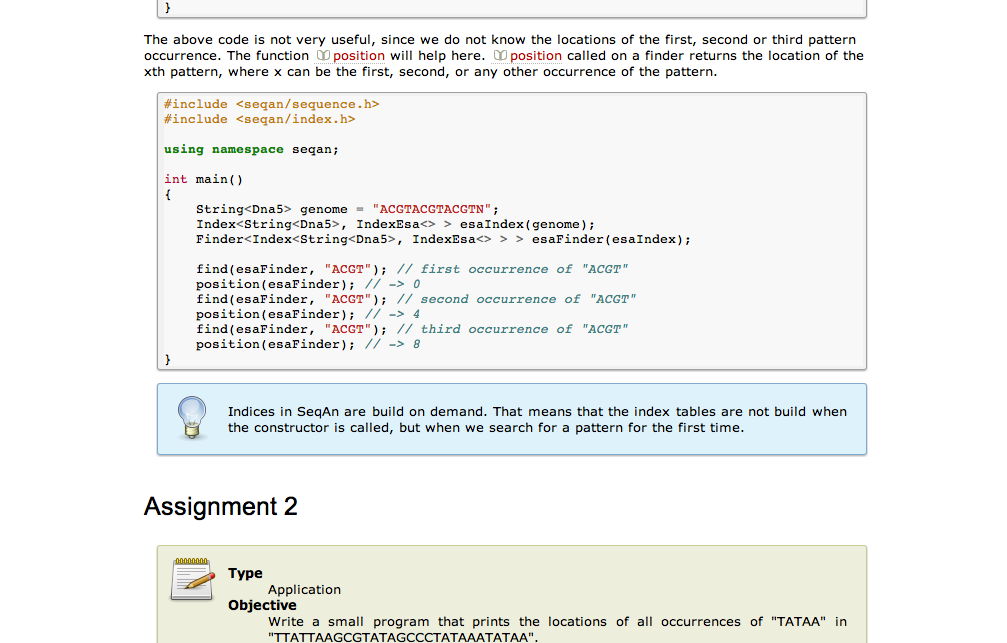 }
The above code is not very useful, since we do not know the locations of the first, second or third pattern
occurrence. The function position will help here. position called on a finder returns the location of the
xth pattern, where x can be the first, second, or any other occurrence of the pattern.
#include <seqan/sequence.h>
#include <seqan/index.h>
using namespace seqan;
int main()
{
    String<Dna5> genome = "ACGTACGTACGTN";
    Index<String<Dna5>, IndexEsa<> > esaIndex(genome);
    Finder<Index<String<Dna5>, IndexEsa<> > > esaFinder(esaIndex);
    find(esaFinder, "ACGT"); // first occurrence of "ACGT"
    position(esaFinder); // -> 0
    find(esaFinder, "ACGT"); // second occurrence of "ACGT"
    position(esaFinder); // -> 4
    find(esaFinder, "ACGT"); // third occurrence of "ACGT"
    position(esaFinder); // -> 8
}
Indices in SeqAn are build on demand. That means that the index tables are not build when
the constructor is called, but when we search for a pattern for the first time.
Assignment 2
Type
Application
Objective
Write a small program that prints the locations of all occurrences of "TATAA" in
"TTATTAAGCGTATAGCCCTATAAATATAA".